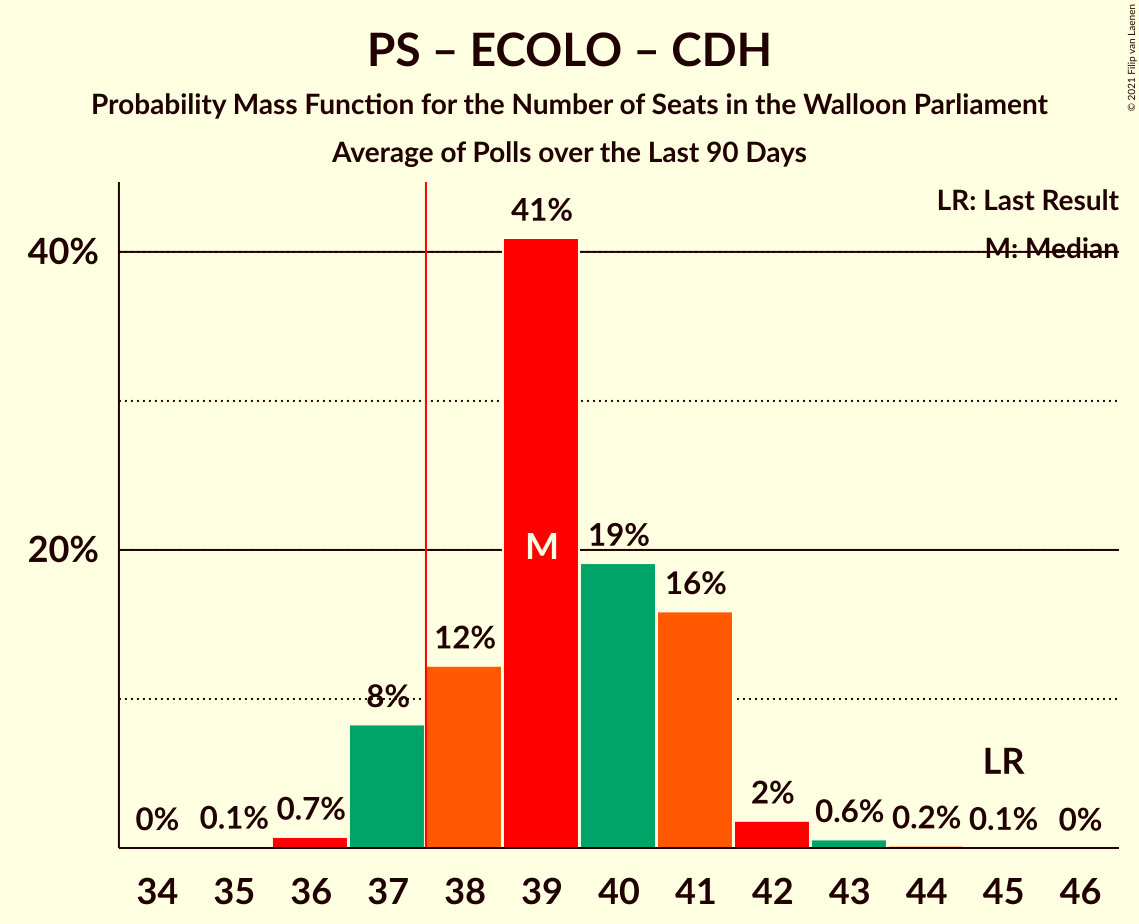 PS – ECOLO – CDH
Probability Mass Function for the Number of Seats in the Walloon Parliament
Average of Polls over the Last 90 Days
© 2021 Filip van Laenen
LR: Last Result
M: Median
40%
20%
0%
0.1%
0.7%
8%
12%
41%
M
19%
16%
2%
0.6%
0.2%
LR
0.1%
0%
34 35 36 37 38 39 40 41 42 43 44 45 46